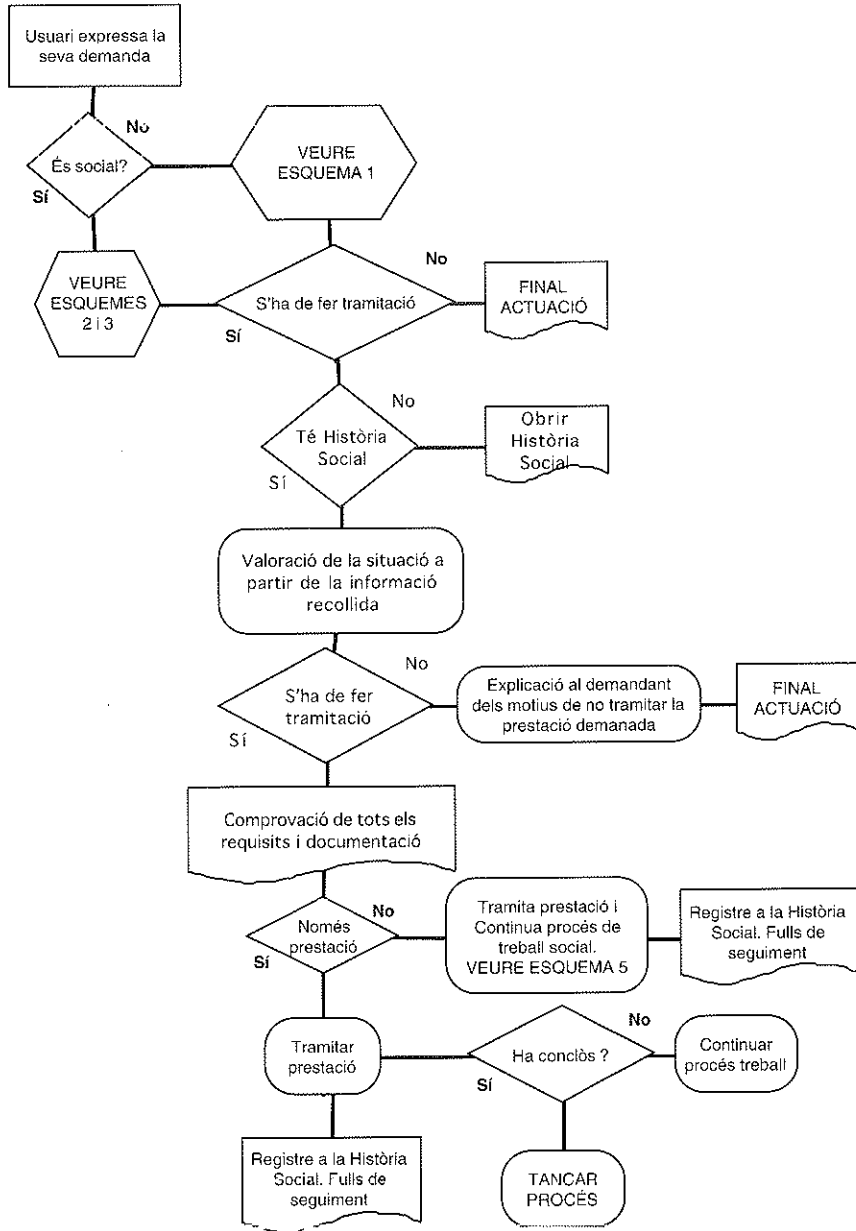 Usuari expressa la
seva demanda
No
És social?
Sí
VEURE
ESQUEMA 1
VEURE
ESQUEMES
2 i 3
S'ha de fer tramitació
No
Sí
FINAL
ACTUACIÓ
No
Té Història
Social
Sí
Obrir
Història
Social
Valoració de la situació a
partir de la informació
recollida
No
S'ha de fer
tramitació
Sí
Explicació al demandant
dels motius de no tramitar la
prestació demanada
FINAL
ACTUACIÓ
Comprovació de tots els
requisits i documentació
No
Només
prestació
Sí
Tramita prestació i
Continua procés de
treball social.
VEURE ESQUEMA 5
Registre a la Història
Social. Fulls de
seguiment
Tramitar
prestació
No
Ha conclòs ?
Sí
Continuar
procés treball
Registre a la Història
Social. Fulls de
seguiment
TANCAR
PROCÉS